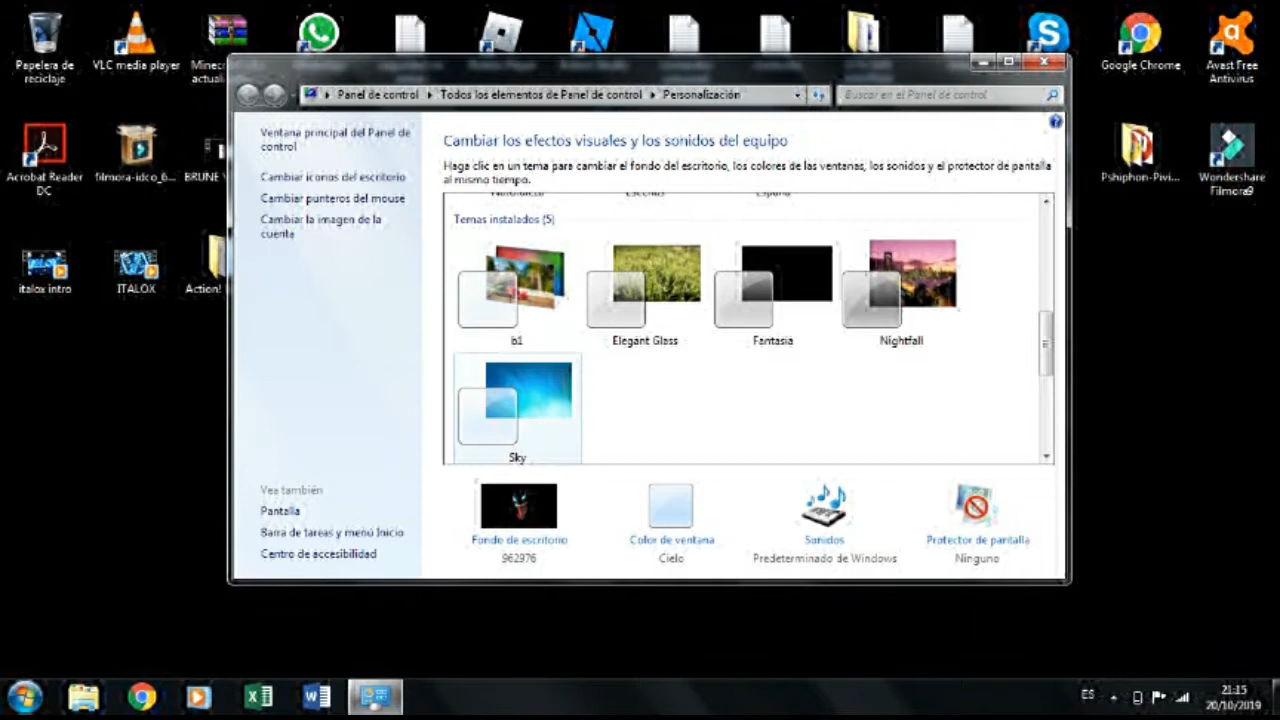 Papelera de
reciclaje
VLC media player
Minecr
actual
Google Chrome
Avast Free
Antivirus
Acrobat Reader
DC
filmora-idco_6...
BRUNE
Pshiphon-Pivi...
Wondershare
Filmora9
italox intro
ITALOX
Action!
Panel de control
Todos los elementos de Panel de control
Personalización
Buscar en el Panel de control
Ventana principal del Panel de
control
Cambiar iconos del escritorio
Cambiar punteros del mouse
Cambiar la imagen de la
cuenta
Vea también
Pantalla
Barra de tareas y menú Inicio
Centro de accesibilidad
Cambiar los efectos visuales y los sonidos del equipo
Haga clic en un tema para cambiar el fondo del escritorio, los colores de las ventanas, los sonidos y el protector de pantalla
al mismo tiempo.
Temas instalados (5)
b1
Elegant Glass
Fantasia
Nightfall
Sky
Fondo de escritorio
962976
Color de ventana
Cielo
Sonidos
Predeterminado de Windows
Protector de pantalla
Ninguno
ES
21:15
20/10/2019